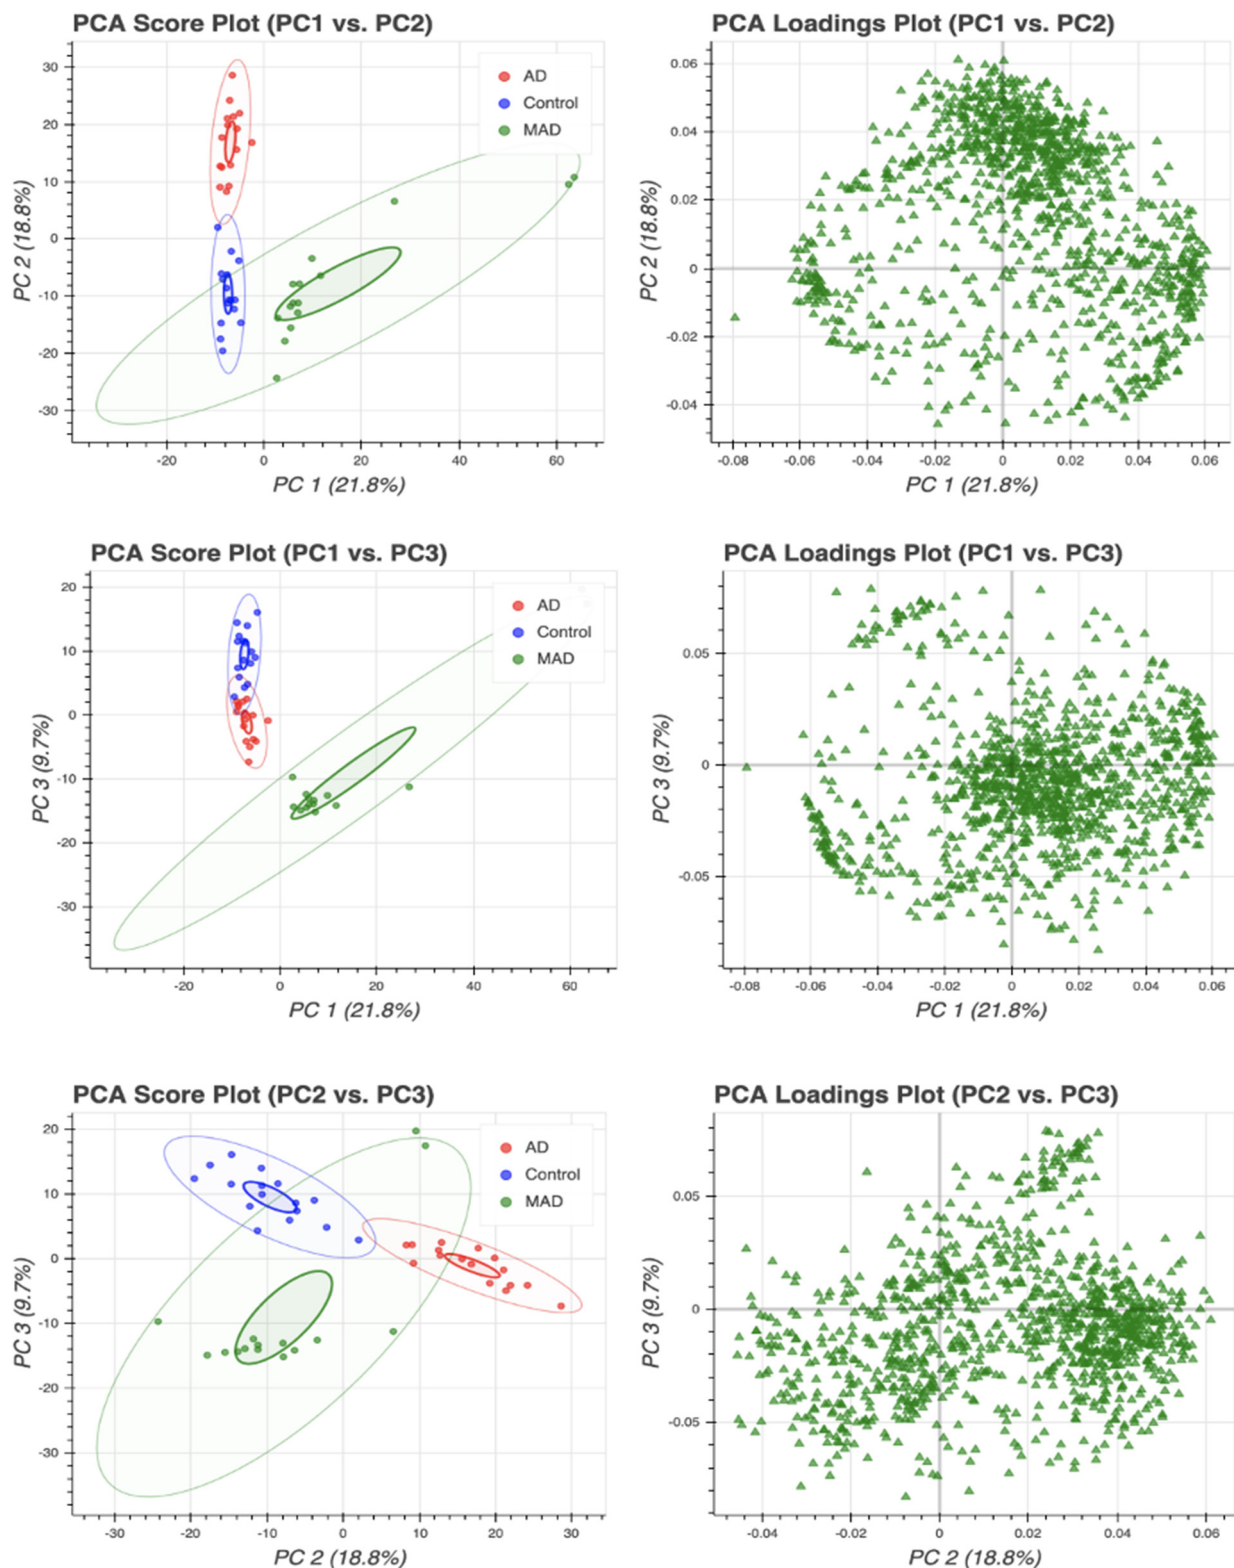 PCA Score Plot (PC1 vs. PC2)
30
20
10
0
-10
-20
-30
PC 2 (18.8%)
-20 0 20 40 60
PC 1 (21.8%)
AD
Control
MAD
PCA Loadings Plot (PC1 vs. PC2)
0.06
0.04
0.02
0
-0.02
-0.04
PC 2 (18.8%)
-0.08 -0.06 -0.04 -0.02 0 0.02 0.04 0.06
PC 1 (21.8%)
PCA Score Plot (PC1 vs. PC3)
20
10
0
-10
-20
-30
PC 3 (9.7%)
-20 0 20 40 60
PC 1 (21.8%)
AD
Control
MAD
PCA Loadings Plot (PC1 vs. PC3)
0.05
0
-0.05
PC 3 (9.7%)
-0.08 -0.06 -0.04 -0.02 0 0.02 0.04 0.06
PC 1 (21.8%)
PCA Score Plot (PC2 vs. PC3)
20
10
0
-10
-20
-30
PC 3 (9.7%)
-30 -20 -10 0 10 20 30
PC 2 (18.8%)
AD
Control
MAD
PCA Loadings Plot (PC2 vs. PC3)
0.05
0
-0.05
PC 3 (9.7%)
-0.04 -0.02 0 0.02 0.04 0.06
PC 2 (18.8%)